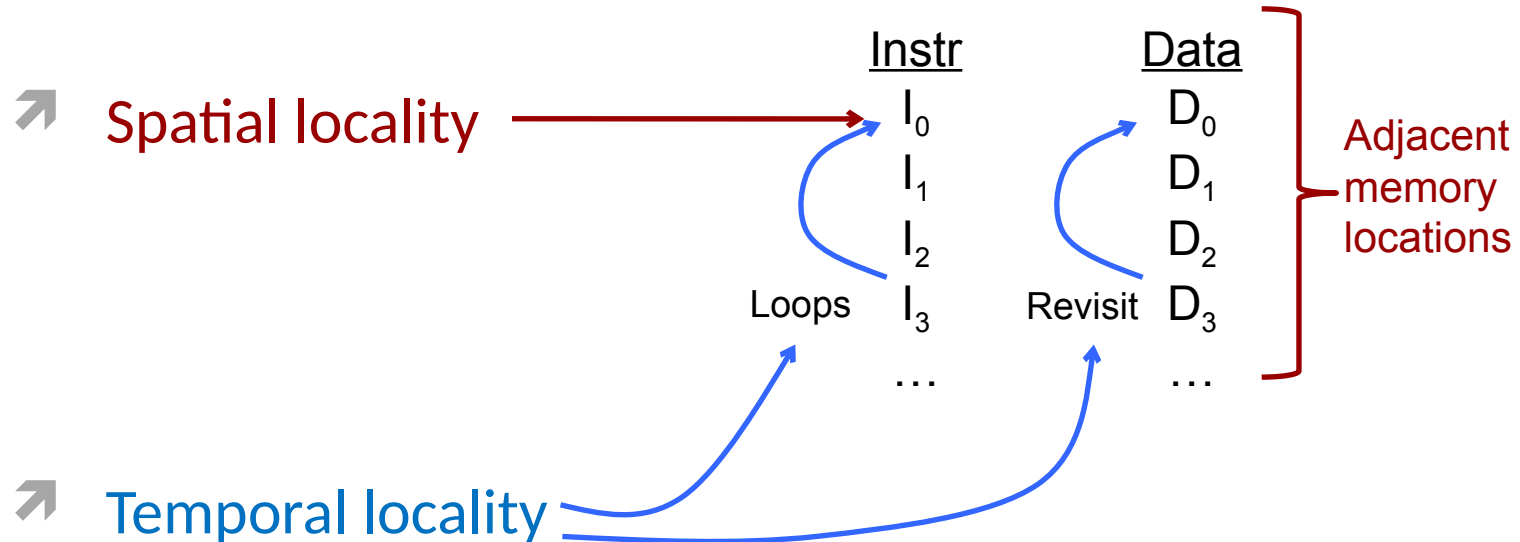 Instr Data
Spatial locality I₀ D₀
I₁ D₁
I₂ D₂
Loops I₃ Revisit D₃
… …
Adjacent
memory
locations
Temporal locality